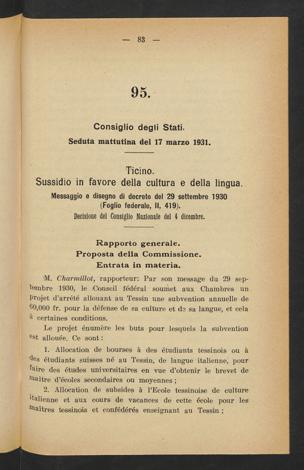 — 83 —
95.
Consiglio degli Stati.
Seduta mattutina del 17 marzo 1931.
Ticino.
Sussidio in favore della cultura e della lingua.
Messaggio e disegno di decreto del 29 settembre 1930
(Foglio federale, II, 419).
Decisione del Consiglio Nazionale del 4 dicembre.
Rapporto generale.
Proposta della Commissione.
Entrata in materia.
M. Charmillot, rapporteur: Par son message du 29 sep-
tembre 1930, le Conseil fédéral soumet aux Chambres un
projet d'arrêté allouant au Tessin une subvention annuelle de
60,000 fr. pour la défense de sa culture et de sa langue, et cela
à certaines conditions.
Le projet énumère les buts pour lesquels la subvention
est allouée. Ce sont :
1. Allocation de bourses à des étudiants tessinois ou à
des étudiants suisses né au Tessin, de langue italienne, pour
faire des études universitaires en vue d'obtenir le brevet de
maître d'écoles secondaires ou moyennes ;
2. Allocation de subsides à l'Ecole tessinoise de culture
italienne et aux cours de vacances de cette école pour les
maîtres tessinois et confédérés enseignant au Tessin ;